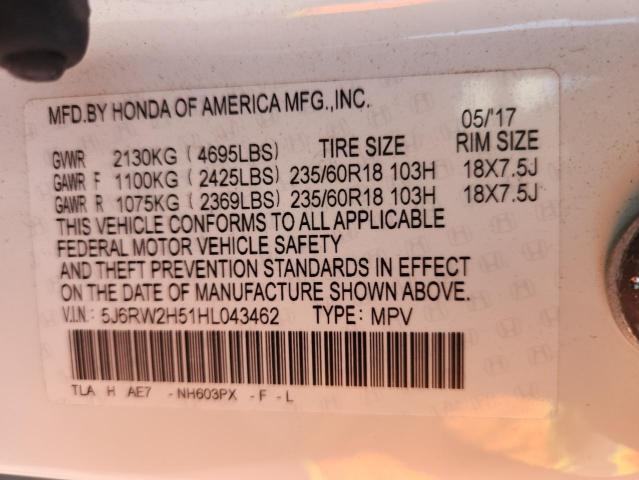 MFD.BY HONDA OF AMERICA MFG.,INC. 05/'17
GVWR 2130KG (4695LBS) TIRE SIZE RIM SIZE
GAWR F 1100KG (2425LBS) 235/60R18 103H 18X7.5J
GAWR R 1075KG (2369LBS) 235/60R18 103H 18X7.5J
THIS VEHICLE CONFORMS TO ALL APPLICABLE
FEDERAL MOTOR VEHICLE SAFETY
AND THEFT PREVENTION STANDARDS IN EFFECT
ON THE DATE OF MANUFACTURE SHOWN ABOVE.
V.I.N: 5J6RW2H51HL043462 TYPE: MPV
TLA H AE7 -NH603PX -F-L